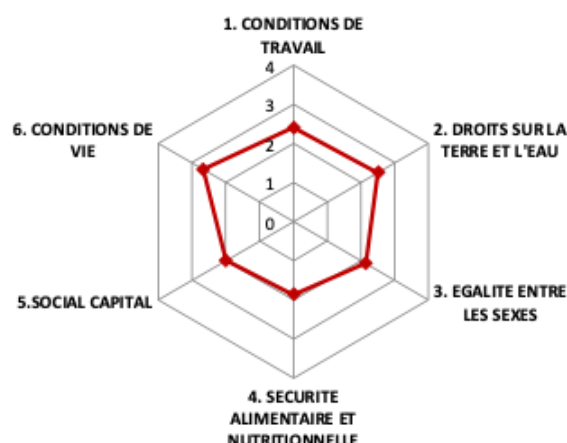 1. CONDITIONS DE
TRAVAIL
4
3
2
1
0
2. DROITS SUR LA
TERRE ET L'EAU
3. EGALITE ENTRE
LES SEXES
4. SECURITE
ALIMENTAIRE ET
NUTRITIONNELLE
5.SOCIAL CAPITAL
6. CONDITIONS DE
VIE